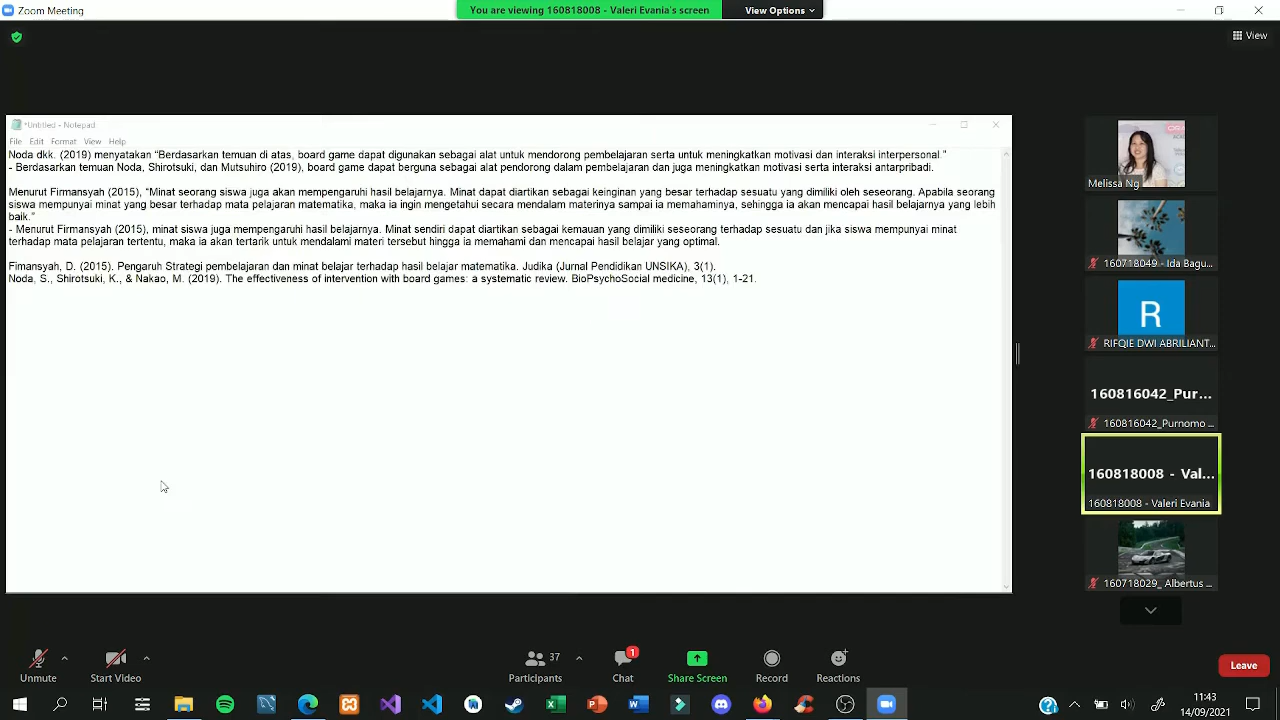 Zoom Meeting
You are viewing 160818008 - Valeri Evania's screen
View Options
View
*Untitled - Notepad
File Edit Format View Help
Noda dkk. (2019) menyatakan “Berdasarkan temuan di atas, board game dapat digunakan sebagai alat untuk mendorong pembelajaran serta untuk meningkatkan motivasi dan interaksi interpersonal.”
- Berdasarkan temuan Noda, Shirotsuki, dan Mutsuhiro (2019), board game dapat berguna sebagai alat pendorong dalam pembelajaran dan juga meningkatkan motivasi serta interaksi antarpribadi.
Menurut Firmansyah (2015), “Minat seorang siswa juga akan mempengaruhi hasil belajarnya. Minat dapat diartikan sebagai keinginan yang besar terhadap sesuatu yang dimiliki oleh seseorang. Apabila seorang
siswa mempunyai minat yang besar terhadap mata pelajaran matematika, maka ia ingin mengetahui secara mendalam materinya sampai ia memahaminya, sehingga ia akan mencapai hasil belajarnya yang lebih
baik.”
- Menurut Firmansyah (2015), minat siswa juga mempengaruhi hasil belajarnya. Minat sendiri dapat diartikan sebagai kemauan yang dimiliki seseorang terhadap sesuatu dan jika siswa mempunyai minat
terhadap mata pelajaran tertentu, maka ia akan tertarik untuk mendalami materi tersebut hingga ia memahami dan mencapai hasil belajar yang optimal.
Fimansyah, D. (2015). Pengaruh Strategi pembelajaran dan minat belajar terhadap hasil belajar matematika. Judika (Jurnal Pendidikan UNSIKA), 3(1).
Noda, S., Shirotsuki, K., & Nakao, M. (2019). The effectiveness of intervention with board games: a systematic review. BioPsychoSocial medicine, 13(1), 1-21.
Melissa Ng
160718049 - Ida Bagu...
R
RIFQIE DWI ABRILIANT...
160816042_Pur...
160816042_Purnomo ...
160818008 - Val...
160818008 - Valeri Evania
160718029_ Albertus ...
Unmute
Start Video
37
Participants
1
Chat
Share Screen
Record
Reactions
Leave
11:43
14/09/2021